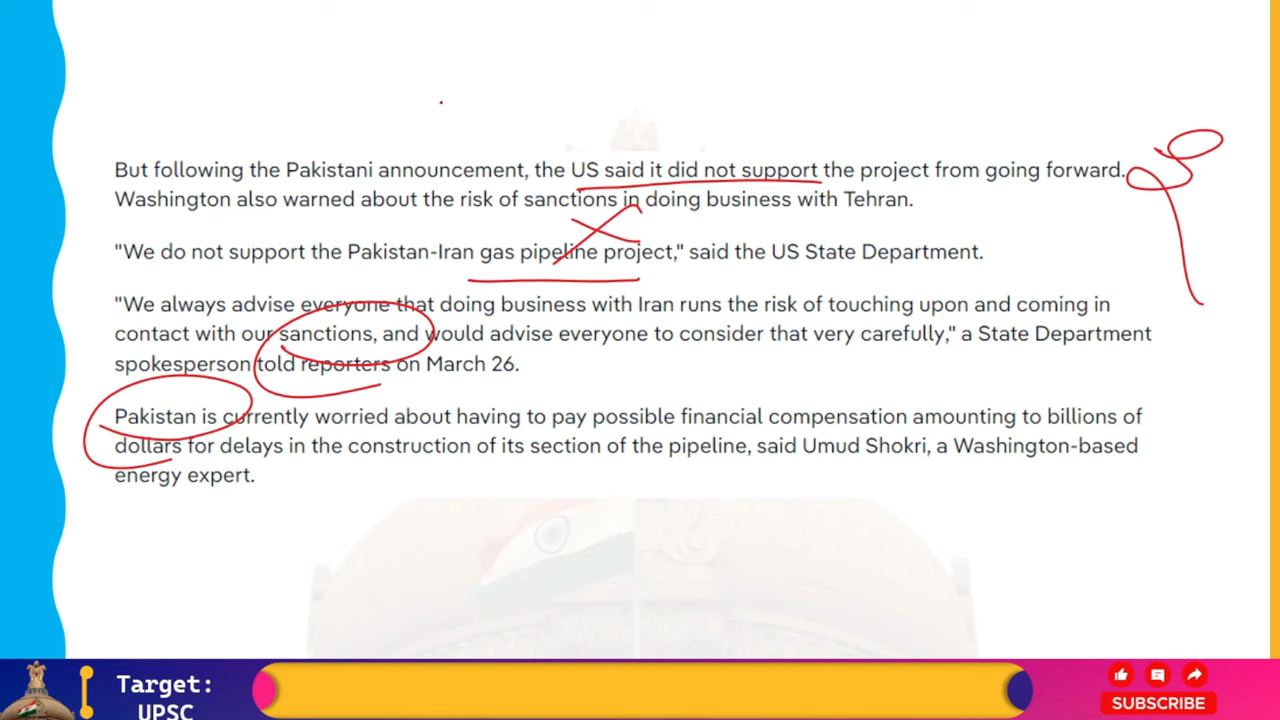 But following the Pakistani announcement, the US said it did not support the project from going forward.
Washington also warned about the risk of sanctions in doing business with Tehran.
"We do not support the Pakistan-Iran gas pipeline project," said the US State Department.
"We always advise everyone that doing business with Iran runs the risk of touching upon and coming in
contact with our sanctions, and would advise everyone to consider that very carefully," a State Department
spokesperson told reporters on March 26.
Pakistan is currently worried about having to pay possible financial compensation amounting to billions of
dollars for delays in the construction of its section of the pipeline, said Umud Shokri, a Washington-based
energy expert.
Target:
UPSC
SUBSCRIBE